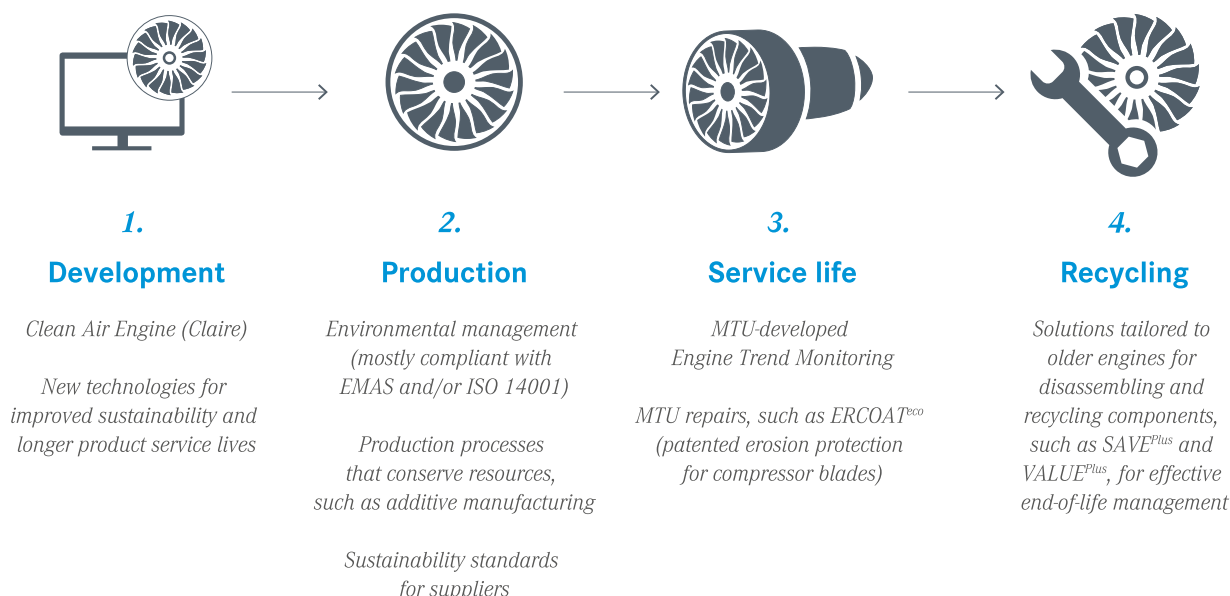 1.
Development
Clean Air Engine (Claire)
New technologies for
improved sustainability and
longer product service lives
2.
Production
Environmental management
(mostly compliant with
EMAS and/or ISO 14001)
Production processes
that conserve resources,
such as additive manufacturing
Sustainability standards
for suppliers
3.
Service life
MTU-developed
Engine Trend Monitoring
MTU repairs, such as ERCOATeco
(patented erosion protection
for compressor blades)
4.
Recycling
Solutions tailored to
older engines for
disassembling and
recycling components,
such as SAVEPlus and
VALUEPlus, for effective
end-of-life management